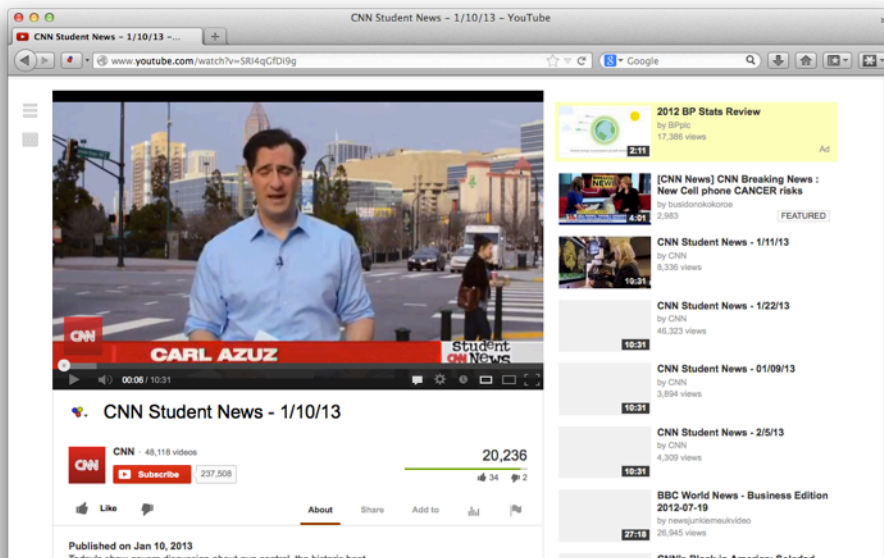 CNN Student News - 1/10/13 - YouTube
CNN Student News - 1/10/13 -...
www.youtube.com/watch?v=SRI4qGfDi9g
Google
CNN
CARL AZUZ
Student
CNN News
00:06 / 10:31
CNN Student News - 1/10/13
CNN
CNN · 48,118 videos
Subscribe
237,508
20,236
34
2
Like
About
Share
Add to
Published on Jan 10, 2013
2:11
2012 BP Stats Review
by BPplc
17,386 views
Ad
NEWS
4:01
[CNN News] CNN Breaking News :
New Cell phone CANCER risks
by busidonokokoroe
2,983
FEATURED
10:31
CNN Student News - 1/11/13
by CNN
8,336 views
10:31
CNN Student News - 1/22/13
by CNN
46,323 views
10:31
CNN Student News - 01/09/13
by CNN
3,894 views
10:31
CNN Student News - 2/5/13
by CNN
4,309 views
27:18
BBC World News - Business Edition
2012-07-19
by newsjunkiemeukvideo
26,945 views